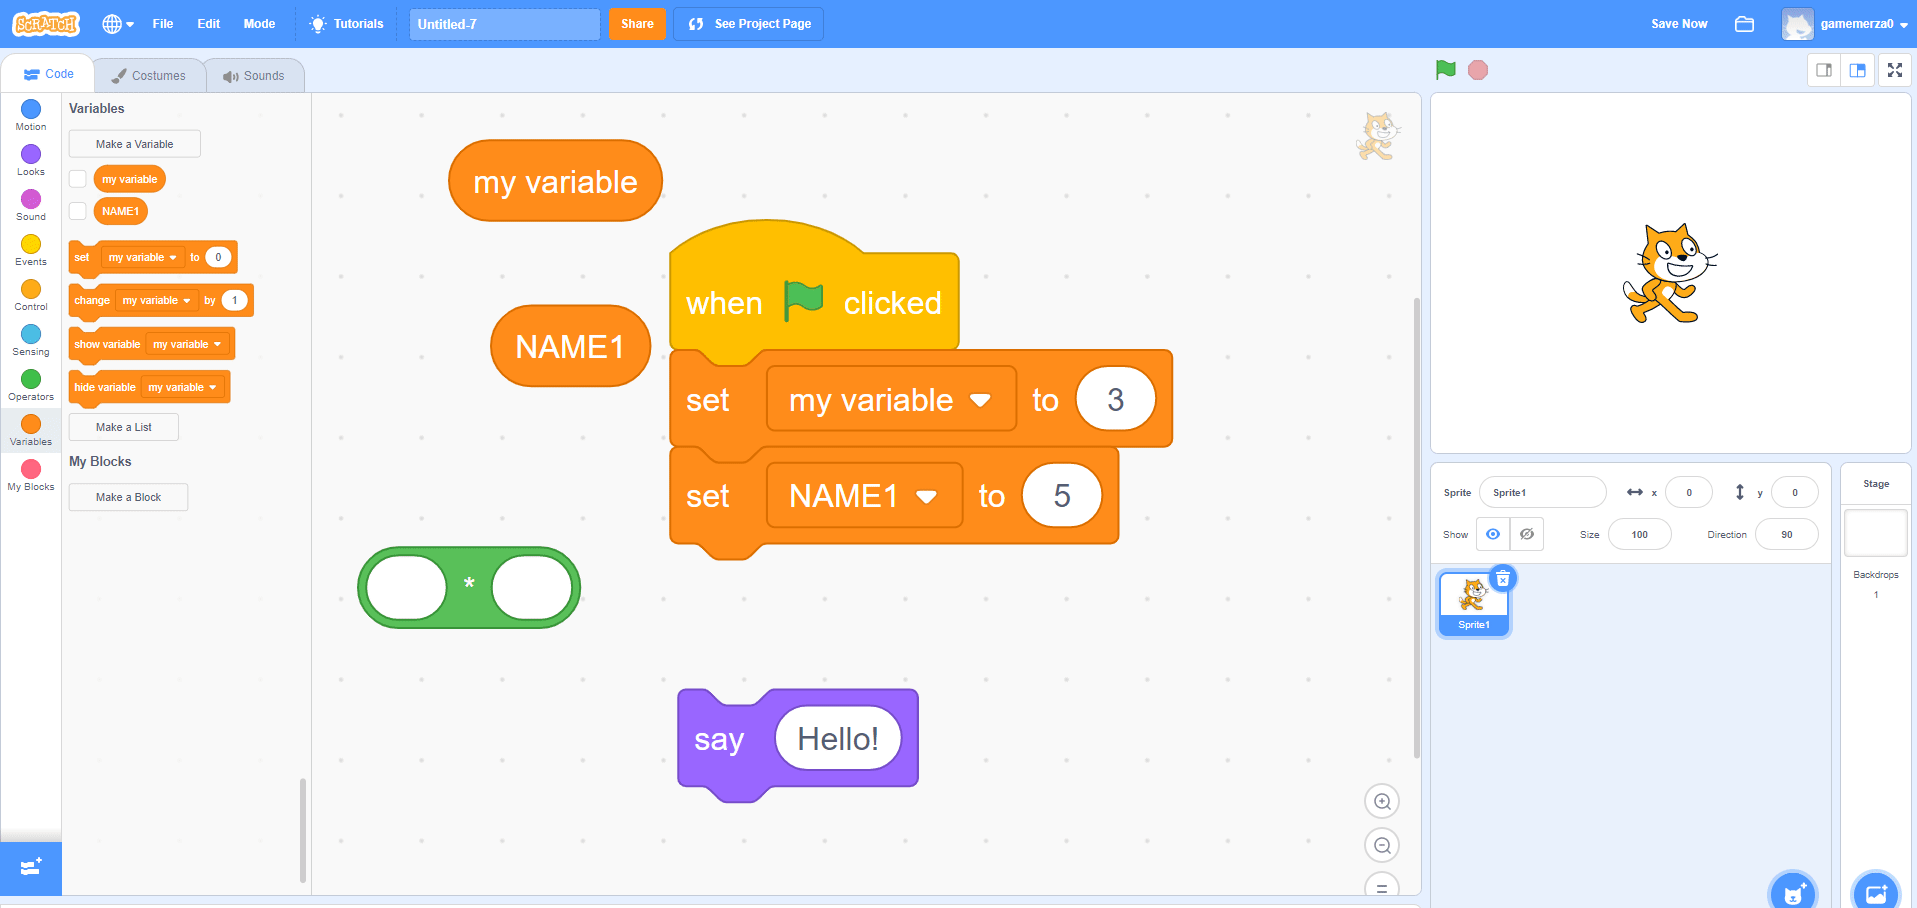 SCRATCH File Edit Mode Tutorials Untitled-7 Share See Project Page Save Now gamemerza0
Code Costumes Sounds
Motion
Looks
Sound
Events
Control
Sensing
Operators
Variables
My Blocks
Variables
Make a Variable
my variable
NAME1
set my variable to 0
change my variable by 1
show variable my variable
hide variable my variable
Make a List
My Blocks
Make a Block
my variable
NAME1
when clicked
set my variable to 3
set NAME1 to 5
*
say Hello!
=
Sprite Sprite1 x 0 y 0
Show Size 100 Direction 90
Sprite1
Stage
Backdrops
1